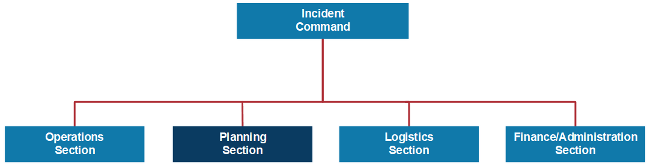 Incident
Command
Operations
Section
Planning
Section
Logistics
Section
Finance/Administration
Section